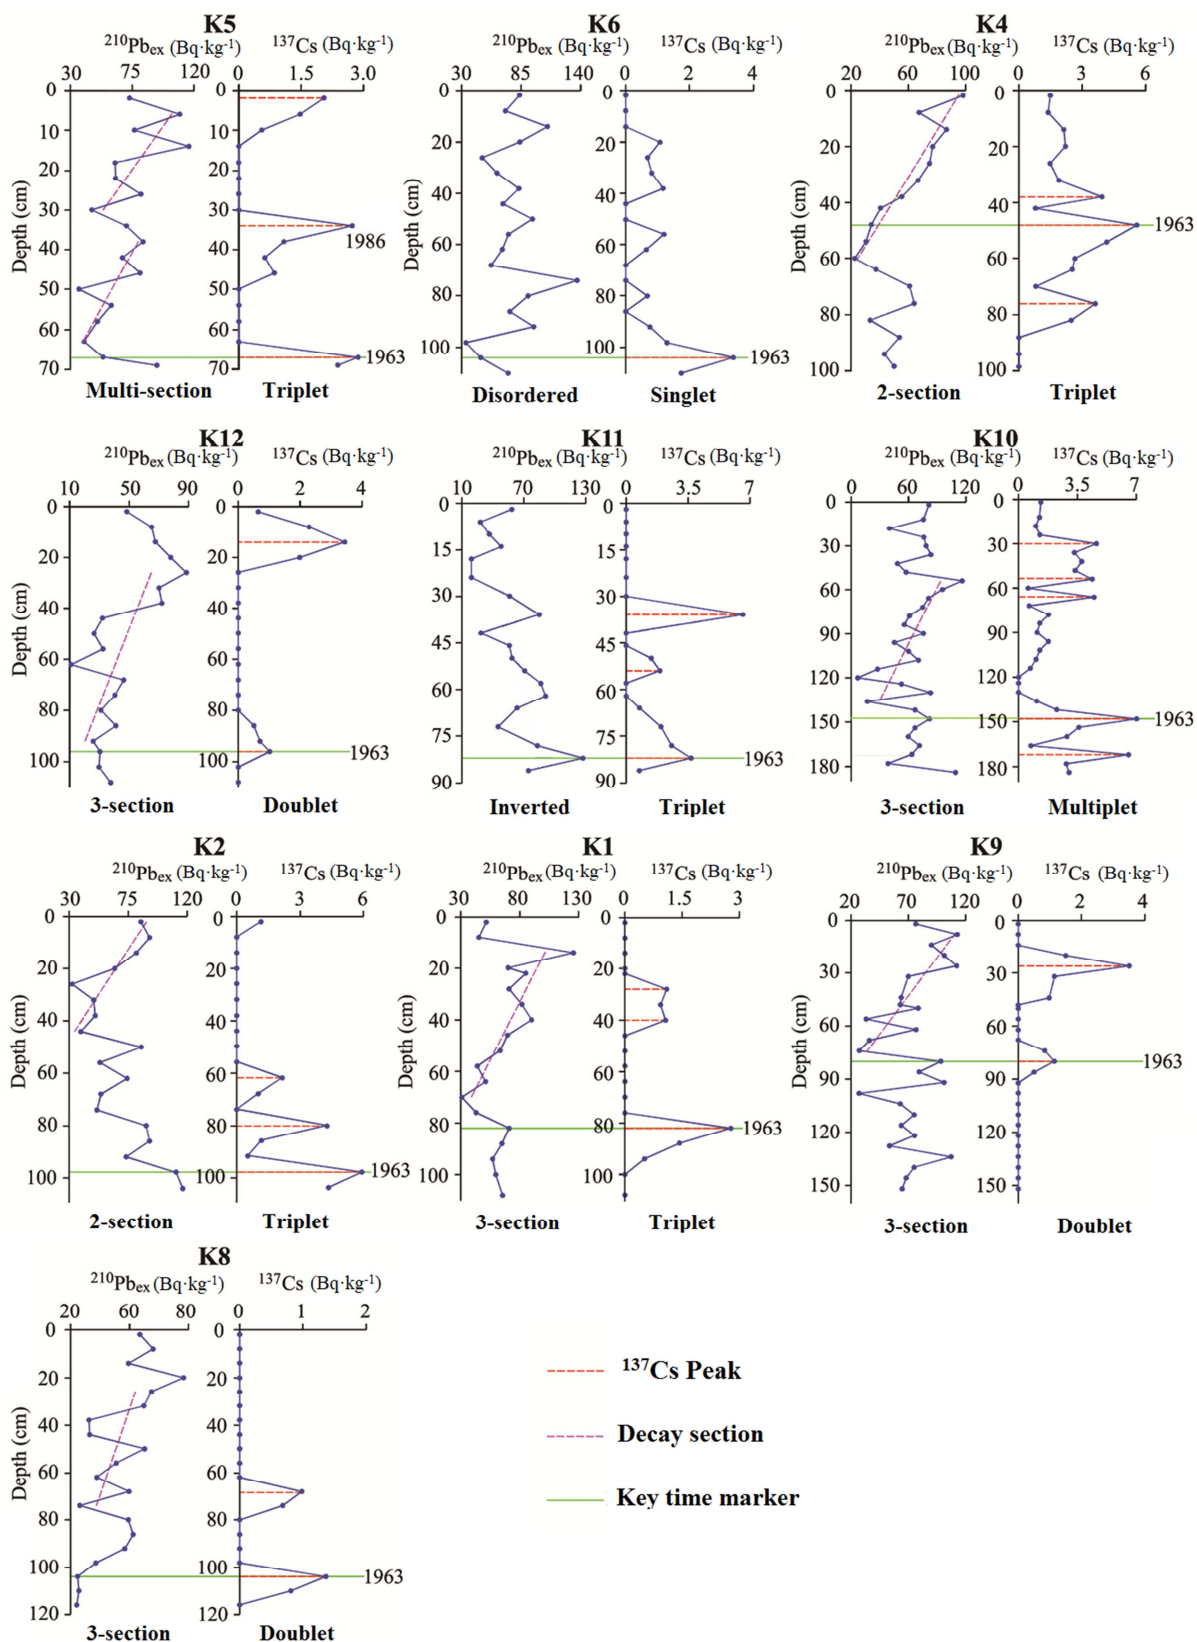 K5
²¹⁰Pbₑₓ (Bq·kg⁻¹) ¹³⁷Cs (Bq·kg⁻¹)
30 75 120 0 1.5 3.0
0
10
20
30
40
50
60
70
Depth (cm)
1986
1963
Multi-section Triplet
K6
²¹⁰Pbₑₓ (Bq·kg⁻¹) ¹³⁷Cs (Bq·kg⁻¹)
30 85 140 0 2 4
0
20
40
60
80
100
Depth (cm)
1963
Disordered Singlet
K4
²¹⁰Pbₑₓ (Bq·kg⁻¹) ¹³⁷Cs (Bq·kg⁻¹)
20 60 100 0 3 6
0
20
40
60
80
100
Depth (cm)
1963
2-section Triplet
K12
²¹⁰Pbₑₓ (Bq·kg⁻¹) ¹³⁷Cs (Bq·kg⁻¹)
10 50 90 0 2 4
0
20
40
60
80
100
Depth (cm)
1963
3-section Doublet
K11
²¹⁰Pbₑₓ (Bq·kg⁻¹) ¹³⁷Cs (Bq·kg⁻¹)
10 70 130 0 3.5 7
0
15
30
45
60
75
90
Depth (cm)
1963
Inverted Triplet
K10
²¹⁰Pbₑₓ (Bq·kg⁻¹) ¹³⁷Cs (Bq·kg⁻¹)
0 60 120 0 3.5 7
0
30
60
90
120
150
180
Depth (cm)
1963
3-section Multiplet
K2
²¹⁰Pbₑₓ (Bq·kg⁻¹) ¹³⁷Cs (Bq·kg⁻¹)
30 75 120 0 3 6
0
20
40
60
80
100
Depth (cm)
1963
2-section Triplet
K1
²¹⁰Pbₑₓ (Bq·kg⁻¹) ¹³⁷Cs (Bq·kg⁻¹)
30 80 130 0 1.5 3
0
20
40
60
80
100
Depth (cm)
1963
3-section Triplet
K9
²¹⁰Pbₑₓ (Bq·kg⁻¹) ¹³⁷Cs (Bq·kg⁻¹)
20 70 120 0 2 4
0
30
60
90
120
150
Depth (cm)
1963
3-section Doublet
K8
²¹⁰Pbₑₓ (Bq·kg⁻¹) ¹³⁷Cs (Bq·kg⁻¹)
20 60 80 0 1 2
0
20
40
60
80
100
120
Depth (cm)
1963
3-section Doublet
¹³⁷Cs Peak
Decay section
Key time marker